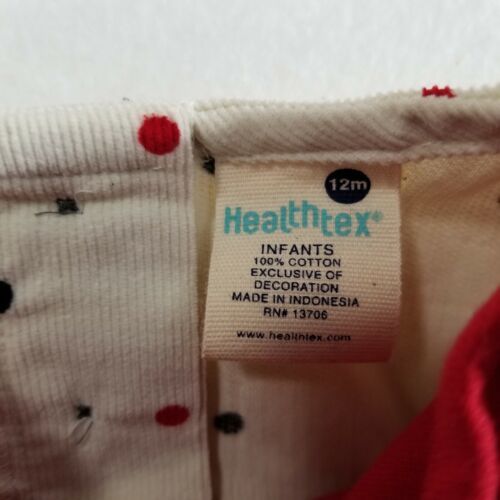 12m
Healthtex®
INFANTS
100% COTTON
EXCLUSIVE OF
DECORATION
MADE IN INDONESIA
RN# 13706
www.healthtex.com